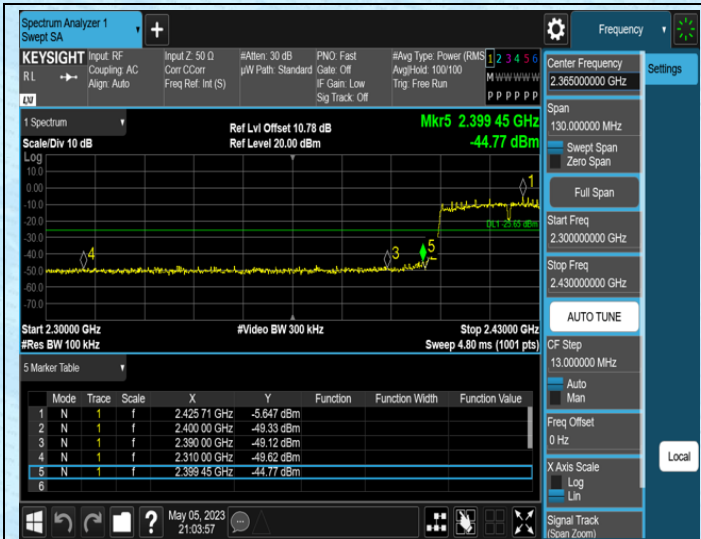 Spectrum Analyzer 1
Swept SA
Frequency
KEYSIGHT
RL
LXI
Input: RF
Coupling: AC
Align: Auto
Input Z: 50 Ω
Corr CCorr
Freq Ref: Int (S)
#Atten: 30 dB
µW Path: Standard
PNO: Fast
Gate: Off
IF Gain: Low
Sig Track: Off
#Avg Type: Power (RMS)
Avg|Hold: 100/100
Trig: Free Run
1 2 3 4 5 6
M W W W W W
P P P P P P
1 Spectrum
Scale/Div 10 dB
Ref Lvl Offset 10.78 dB
Ref Level 20.00 dBm
Mkr5 2.399 45 GHz
-44.77 dBm
Log
10.0
0.00
-10.0
-20.0
-30.0
-40.0
-50.0
-60.0
-70.0
1
DL1 -25.65 dBm
4
3
5
Start 2.30000 GHz
#Res BW 100 kHz
#Video BW 300 kHz
Stop 2.43000 GHz
Sweep 4.80 ms (1001 pts)
5 Marker Table
Mode Trace Scale X Y Function Function Width Function Value
1 N 1 f 2.425 71 GHz -5.647 dBm
2 N 1 f 2.400 00 GHz -49.33 dBm
3 N 1 f 2.390 00 GHz -49.12 dBm
4 N 1 f 2.310 00 GHz -49.62 dBm
5 N 1 f 2.399 45 GHz -44.77 dBm
6
May 05, 2023
21:03:57
?
Center Frequency
2.365000000 GHz
Settings
Span
130.000000 MHz
Swept Span
Zero Span
Full Span
Start Freq
2.300000000 GHz
Stop Freq
2.430000000 GHz
AUTO TUNE
CF Step
13.000000 MHz
Auto
Man
Freq Offset
0 Hz
Local
X Axis Scale
Log
Lin
Signal Track
(Span Zoom)